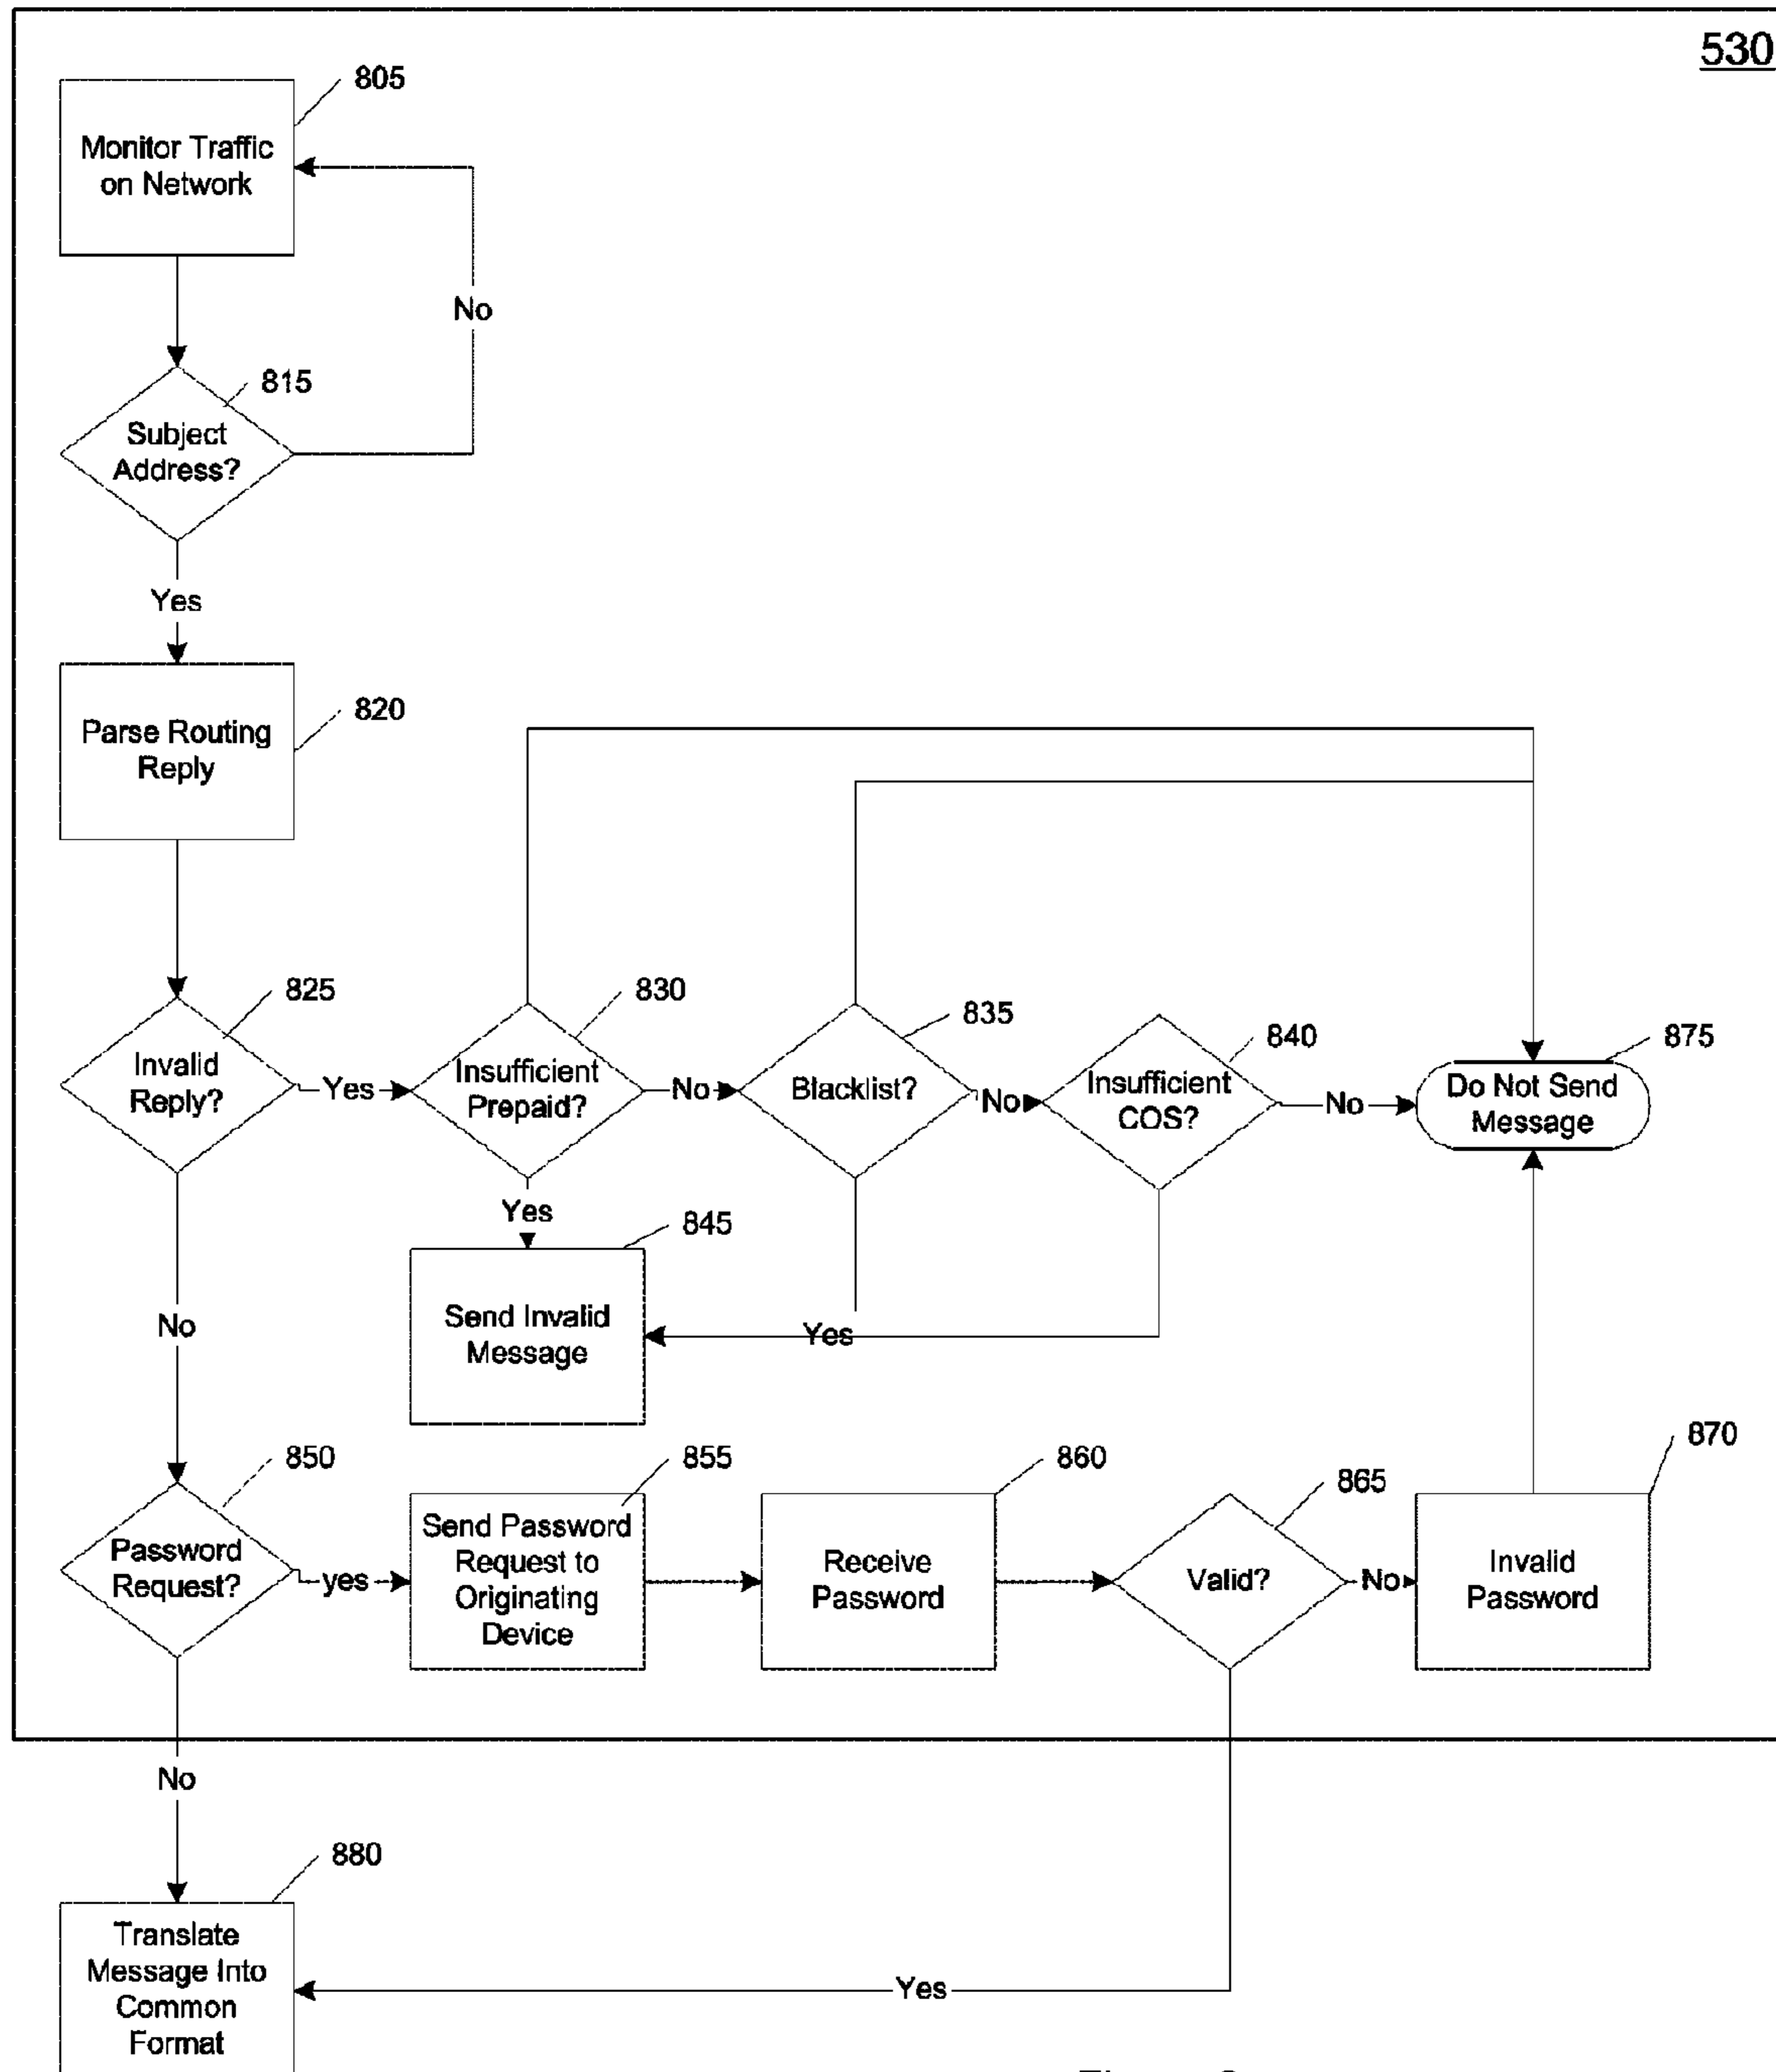 530
805
Monitor Traffic
on Network
No
815
Subject
Address?
Yes
820
Parse Routing
Reply
825
Invalid
Reply?
Yes
830
Insufficient
Prepaid?
No
835
Blacklist?
No
840
Insufficient
COS?
No
875
Do Not Send
Message
Yes
845
Send Invalid
Message
Yes
No
850
Password
Request?
yes
855
Send Password
Request to
Originating
Device
860
Receive
Password
865
Valid?
No
870
Invalid
Password
No
880
Translate
Message Into
Common
Format
Yes